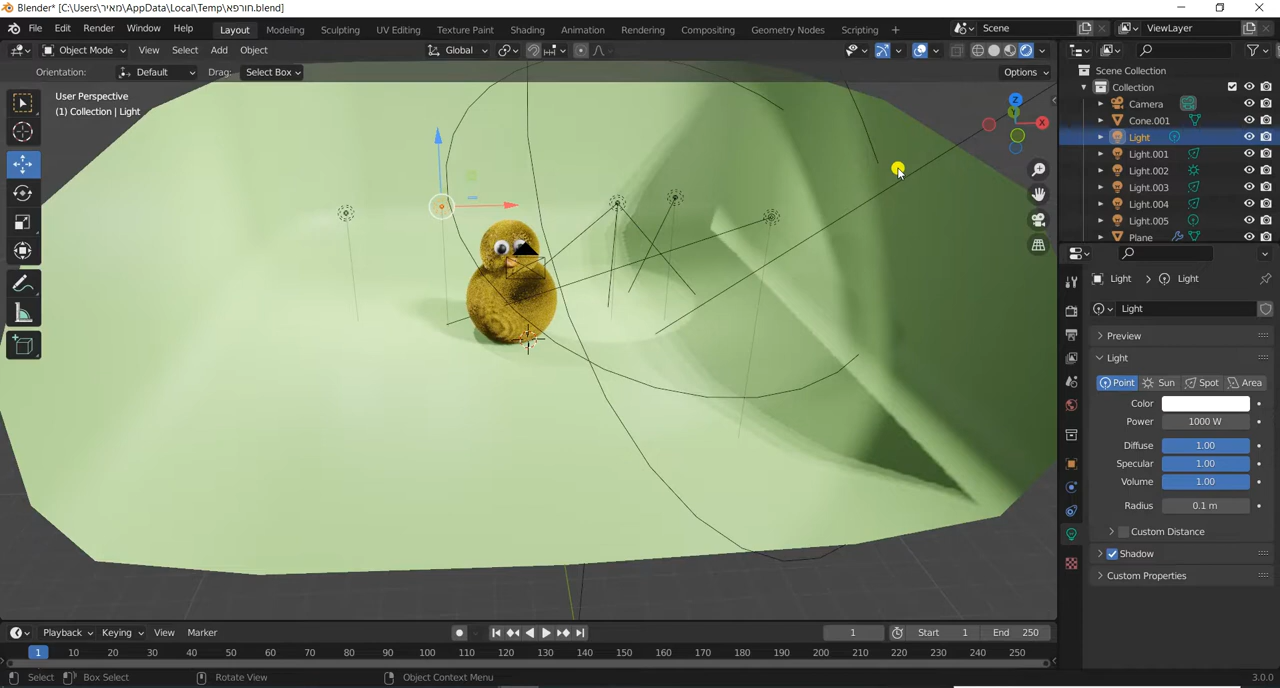 Blender* [C:\Users\מאיר\AppData\Local\Temp\חורפא.blend]
File Edit Render Window Help Layout Modeling Sculpting UV Editing Texture Paint Shading Animation Rendering Compositing Geometry Nodes Scripting + Scene ViewLayer
Object Mode View Select Add Object Global
Orientation: Default Drag: Select Box Options
User Perspective
(1) Collection | Light
Z
Y
X
Scene Collection
Collection
Camera
Cone.001
Light
Light.001
Light.002
Light.003
Light.004
Light.005
Plane
Light > Light
Light
Preview
Light
Point Sun Spot Area
Color
Power 1000 W
Diffuse 1.00
Specular 1.00
Volume 1.00
Radius 0.1 m
Custom Distance
Shadow
Custom Properties
Playback Keying View Marker 1 Start 1 End 250
1 10 20 30 40 50 60 70 80 90 100 110 120 130 140 150 160 170 180 190 200 210 220 230 240 250
Select Box Select Rotate View Object Context Menu 3.0.0